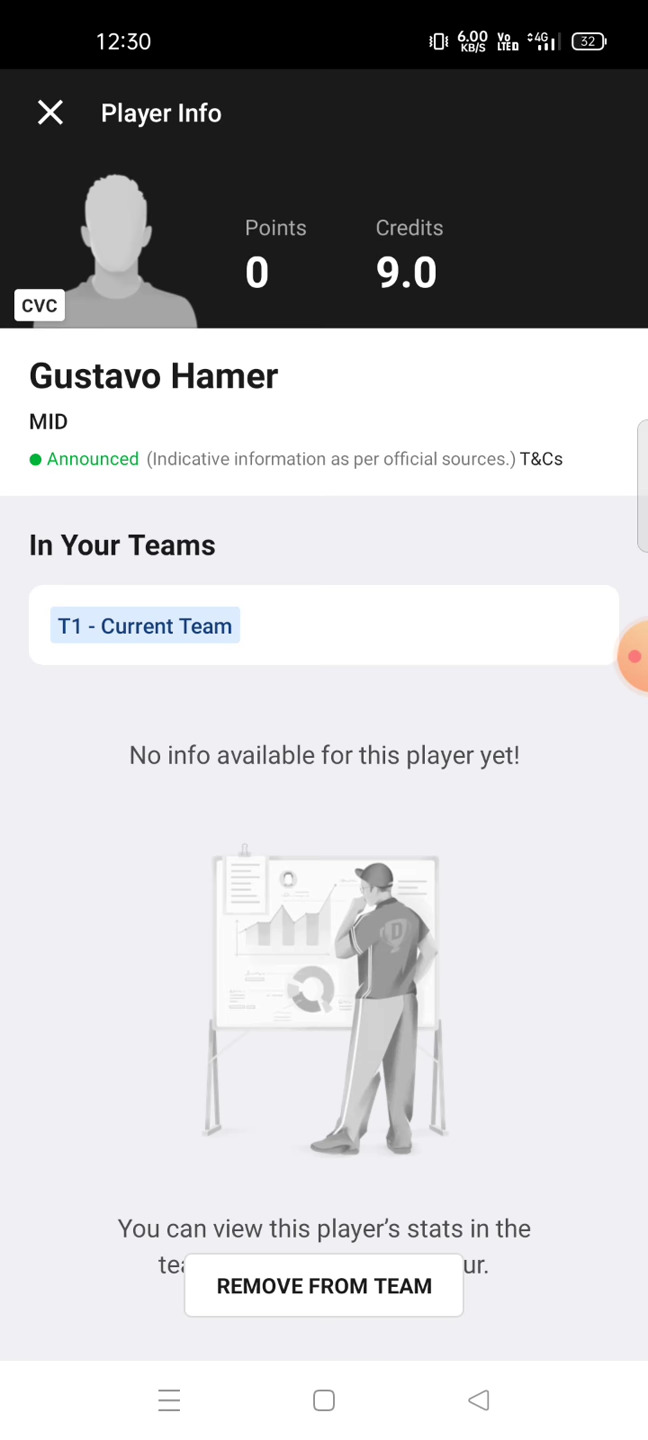 12:30
6.00
KB/S
Vo
LTE
4G
32
Player Info
Points
Credits
0
9.0
CVC
Gustavo Hamer
MID
Announced (Indicative information as per official sources.) T&Cs
In Your Teams
T1 - Current Team
No info available for this player yet!
D
You can view this player’s stats in the
REMOVE FROM TEAM